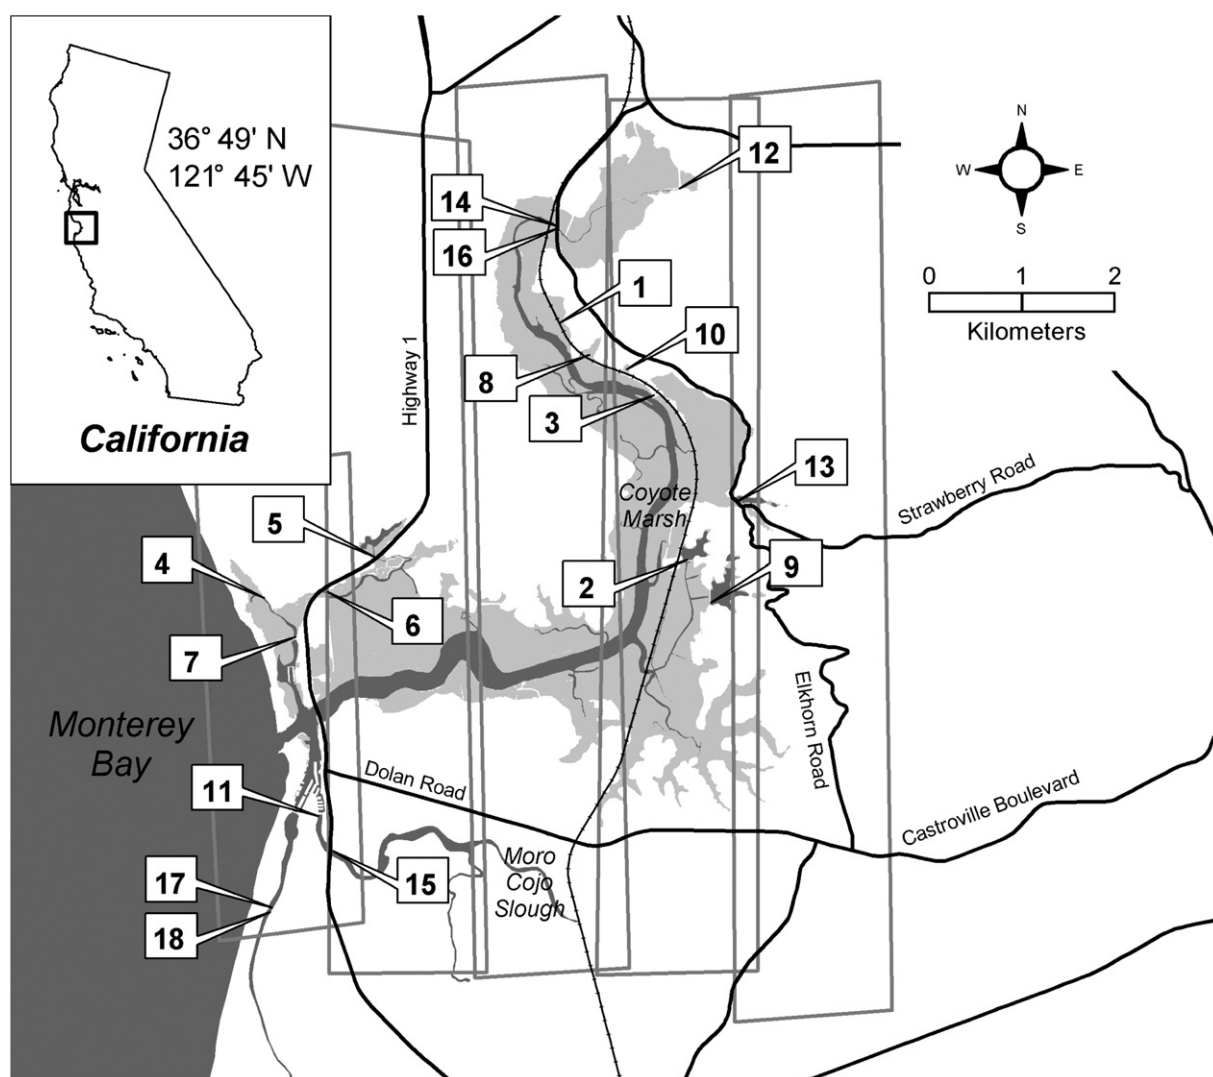 36° 49' N
121° 45' W
California
N
W
E
S
0
1
2
Kilometers
12
14
16
1
10
8
3
Highway 1
13
Strawberry Road
Coyote
Marsh
5
4
2
9
6
7
Elkhorn Road
Monterey
Bay
Dolan Road
11
Castroville Boulevard
Moro
Cojo
Slough
15
17
18